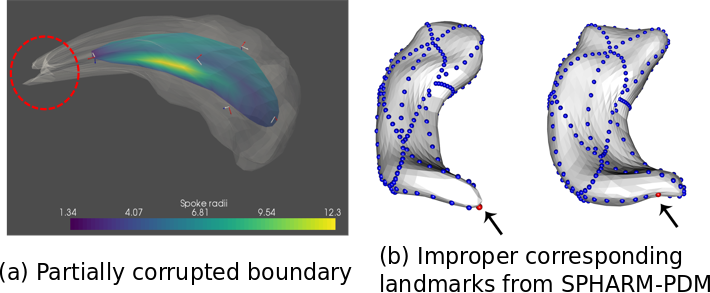 Spoke radii
1.34 4.07 6.81 9.54 12.3
(a) Partially corrupted boundary
(b) Improper corresponding
landmarks from SPHARM-PDM